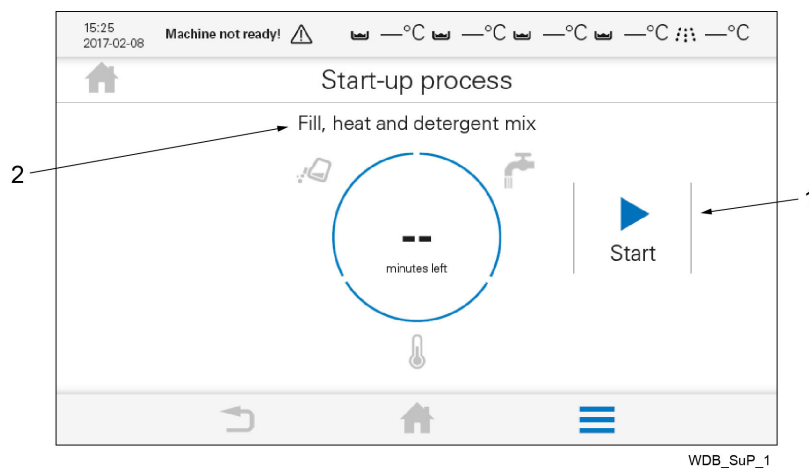 15:25
2017-02-08
Machine not ready!
—°C —°C —°C —°C —°C
Start-up process
Fill, heat and detergent mix
2
1
--
minutes left
Start
WDB_SuP_1